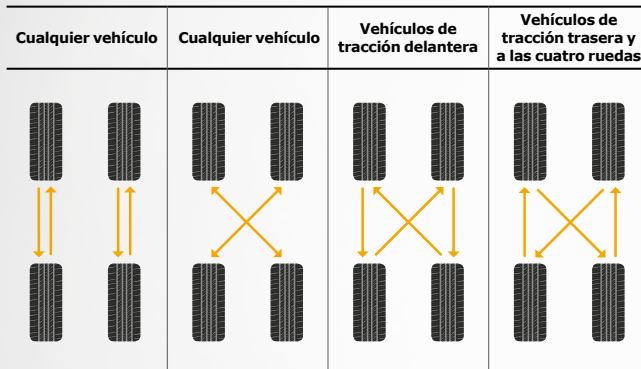 Cualquier vehículo
Cualquier vehículo
Vehículos de
tracción delantera
Vehículos de
tracción trasera y
a las cuatro ruedas